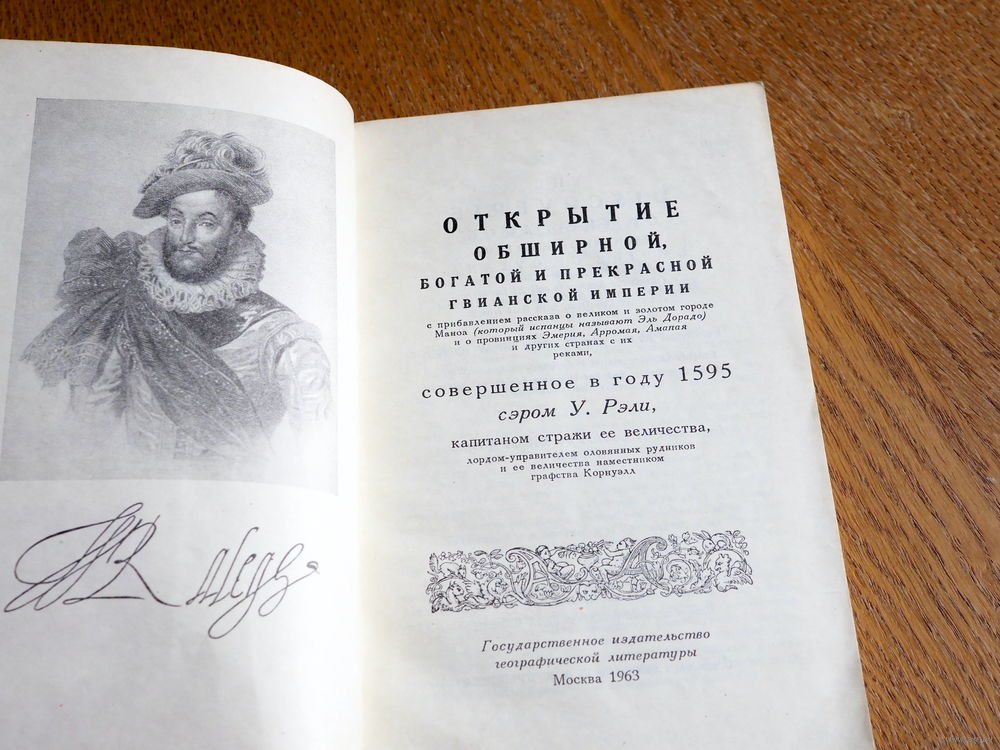 ОТКРЫТИЕ
ОБШИРНОЙ,
БОГАТОЙ И ПРЕКРАСНОЙ
ГВИАНСКОЙ ИМПЕРИИ
с прибавлением рассказа о великом и золотом городе
Маноа (который испанцы называют Эль Дорадо)
и о провинциях Эмерия, Арромая, Амапая
и других странах с их
реками,
совершенное в году 1595
сэром У. Рэли,
капитаном стражи ее величества,
лордом-управителем оловянных рудников
и ее величества наместником
графства Корнуэлл
Государственное издательство
географической литературы
Москва 1963